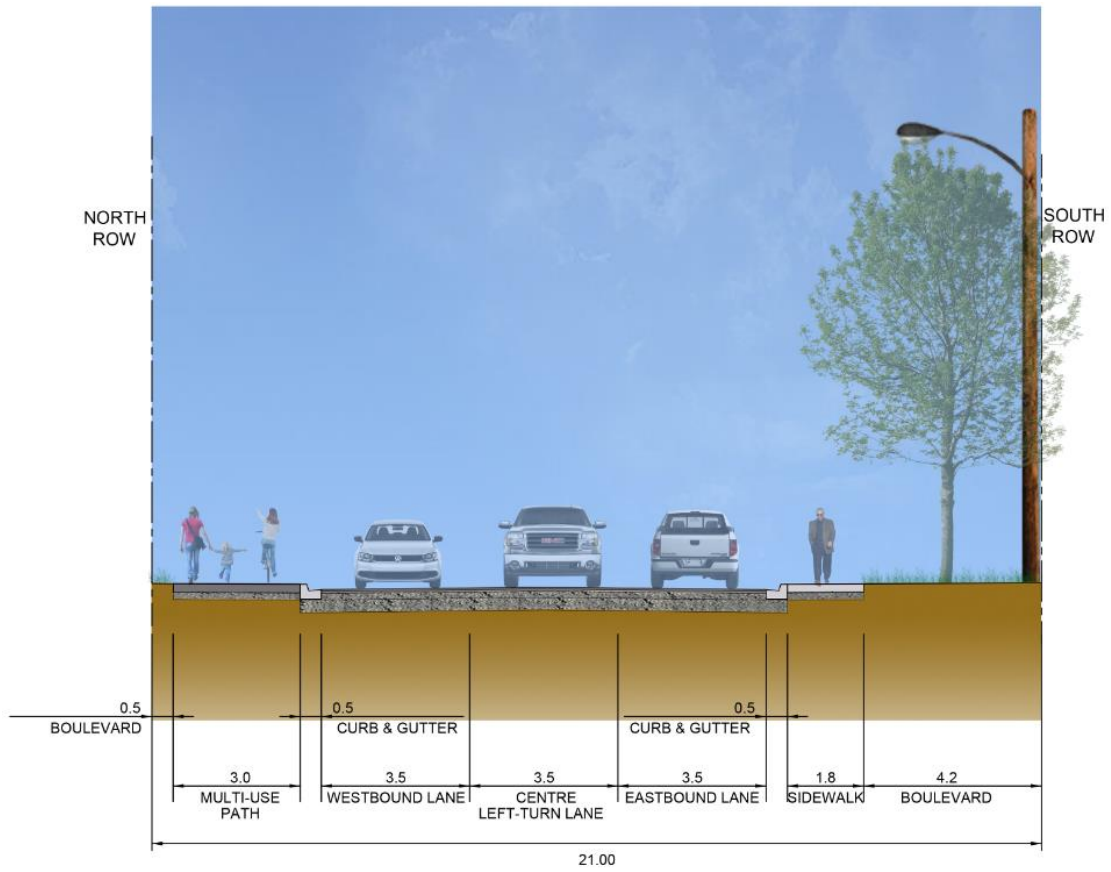 NORTH
ROW
SOUTH
ROW
0.5
BOULEVARD
0.5
CURB & GUTTER
0.5
CURB & GUTTER
3.0
MULTI-USE
PATH
3.5
WESTBOUND LANE
3.5
CENTRE
LEFT-TURN LANE
3.5
EASTBOUND LANE
1.8
SIDEWALK
4.2
BOULEVARD
21.00